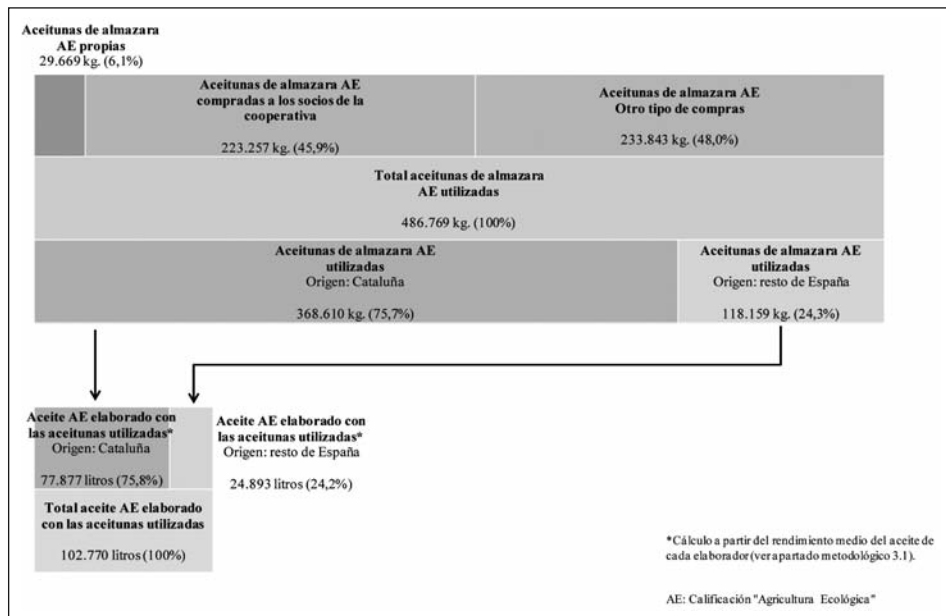 Aceitunas de almazara
AE propias
29.669 kg. (6,1%)
Aceitunas de almazara AE
compradas a los socios de la
cooperativa
223.257 kg. (45,9%)
Aceitunas de almazara AE
Otro tipo de compras
233.843 kg. (48,0%)
Total aceitunas de almazara
AE utilizadas
486.769 kg. (100%)
Aceitunas de almazara AE
utilizadas
Origen: Cataluña
368.610 kg. (75,7%)
Aceitunas de almazara AE
utilizadas
Origen: resto de España
118.159 kg. (24,3%)
Aceite AE elaborado con
las aceitunas utilizadas*
Origen: Cataluña
77.877 litros (75,8%)
Aceite AE elaborado con
las aceitunas utilizadas*
Origen: resto de España
24.893 litros (24,2%)
Total aceite AE elaborado
con las aceitunas utilizadas
102.770 litros (100%)
*Cálculo a partir del rendimiento medio del aceite de
cada elaborador (ver apartado metodológico 3.1).
AE: Calificación "Agricultura Ecológica"